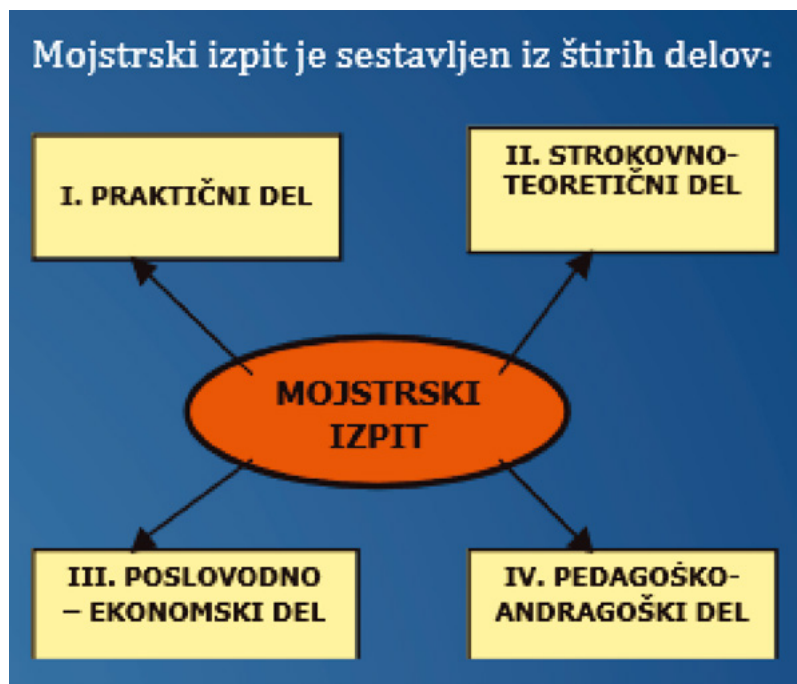 Mojstrski izpit je sestavljen iz štirih delov:
I. PRAKTIČNI DEL
II. STROKOVNO-
TEORETIČNI DEL
MOJSTRSKI
IZPIT
III. POSLOVODNO
– EKONOMSKI DEL
IV. PEDAGOŠKO-
ANDRAGOŠKI DEL